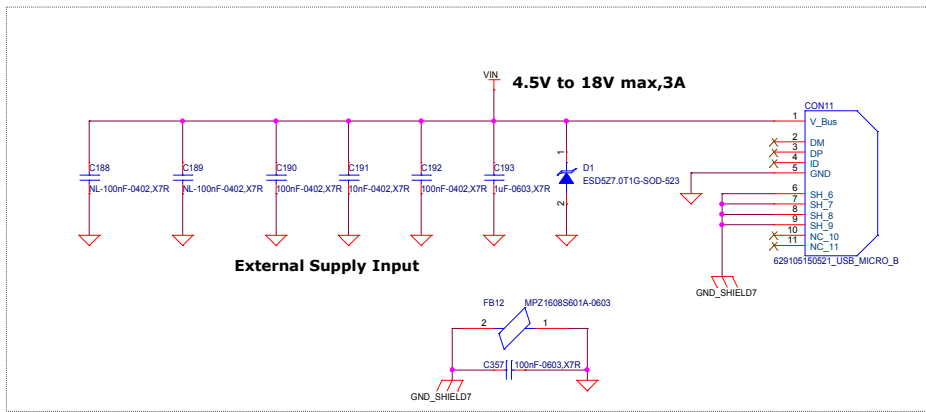 VIN
4.5V to 18V max,3A
CON11
1
V_Bus
2
DM
3
DP
4
ID
5
GND
6
SH_6
7
SH_7
8
SH_8
9
SH_9
10
NC_10
11
NC_11
629105150521_USB_MICRO_B
C188
NL-100nF-0402,X7R
C189
NL-100nF-0402,X7R
C190
100nF-0402,X7R
C191
10nF-0402,X7R
C192
100nF-0402,X7R
C193
1uF-0603,X7R
1
D1
ESD5Z7.0T1G-SOD-523
2
External Supply Input
GND_SHIELD7
FB12
MPZ1608S601A-0603
2
1
C357
100nF-0603,X7R
GND_SHIELD7